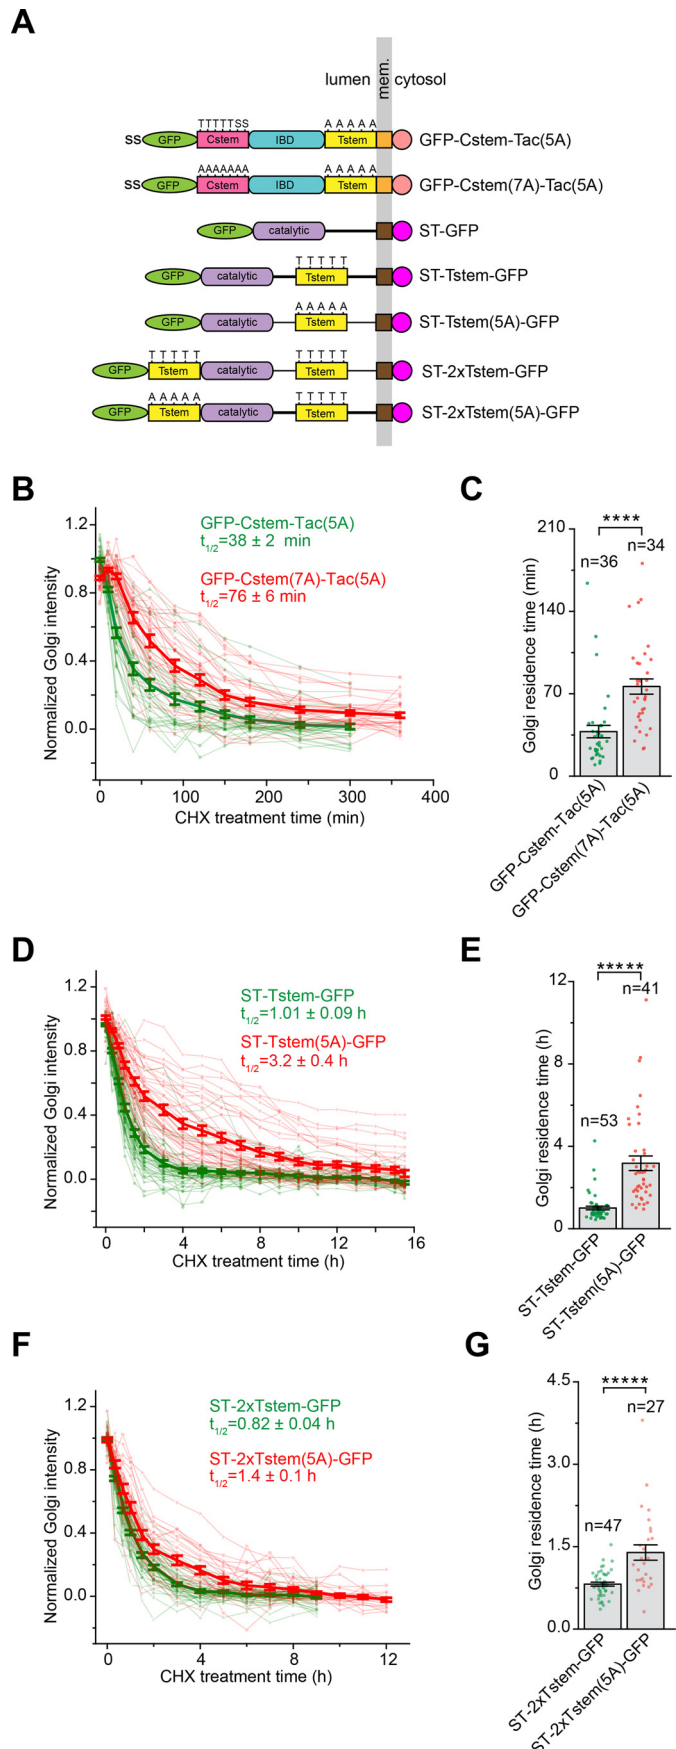 A
lumen mem. cytosol
TTTTTSS AAAAA
SS GFP Cstem IBD Tstem GFP-Cstem-Tac(5A)
AAAAAAA AAAAA
SS GFP Cstem IBD Tstem GFP-Cstem(7A)-Tac(5A)
GFP catalytic ST-GFP
TTTTT
GFP catalytic Tstem ST-Tstem-GFP
AAAAA
GFP catalytic Tstem ST-Tstem(5A)-GFP
TTTTT TTTTT
GFP Tstem catalytic Tstem ST-2xTstem-GFP
AAAAA TTTTT
GFP Tstem catalytic Tstem ST-2xTstem(5A)-GFP
B
Normalized Golgi intensity
1.2
0.8
0.4
0.0
GFP-Cstem-Tac(5A)
t1/2=38 ± 2 min
GFP-Cstem(7A)-Tac(5A)
t1/2=76 ± 6 min
0 100 200 300 400
CHX treatment time (min)
C
Golgi residence time (min)
210
140
70
0
****
n=36
n=34
GFP-Cstem-Tac(5A)
GFP-Cstem(7A)-Tac(5A)
D
Normalized Golgi intensity
1.2
0.8
0.4
0.0
ST-Tstem-GFP
t1/2=1.01 ± 0.09 h
ST-Tstem(5A)-GFP
t1/2=3.2 ± 0.4 h
0 4 8 12 16
CHX treatment time (h)
E
Golgi residence time (h)
12
8
4
0
*****
n=41
n=53
ST-Tstem-GFP
ST-Tstem(5A)-GFP
F
Normalized Golgi intensity
1.2
0.8
0.4
0.0
ST-2xTstem-GFP
t1/2=0.82 ± 0.04 h
ST-2xTstem(5A)-GFP
t1/2=1.4 ± 0.1 h
0 4 8 12
CHX treatment time (h)
G
Golgi residence time (h)
4.5
3.0
1.5
0.0
*****
n=27
n=47
ST-2xTstem-GFP
ST-2xTstem(5A)-GFP